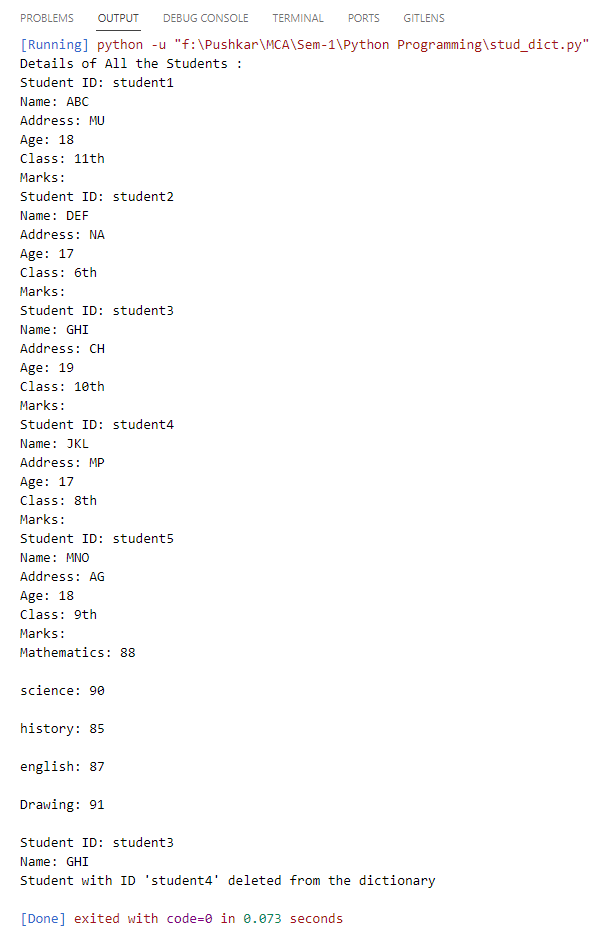 PROBLEMS OUTPUT DEBUG CONSOLE TERMINAL PORTS GITLENS
[Running] python -u "f:\Pushkar\MCA\Sem-1\Python Programming\stud_dict.py"
Details of All the Students :
Student ID: student1
Name: ABC
Address: MU
Age: 18
Class: 11th
Marks:
Student ID: student2
Name: DEF
Address: NA
Age: 17
Class: 6th
Marks:
Student ID: student3
Name: GHI
Address: CH
Age: 19
Class: 10th
Marks:
Student ID: student4
Name: JKL
Address: MP
Age: 17
Class: 8th
Marks:
Student ID: student5
Name: MNO
Address: AG
Age: 18
Class: 9th
Marks:
Mathematics: 88
science: 90
history: 85
english: 87
Drawing: 91
Student ID: student3
Name: GHI
Student with ID 'student4' deleted from the dictionary
[Done] exited with code=0 in 0.073 seconds